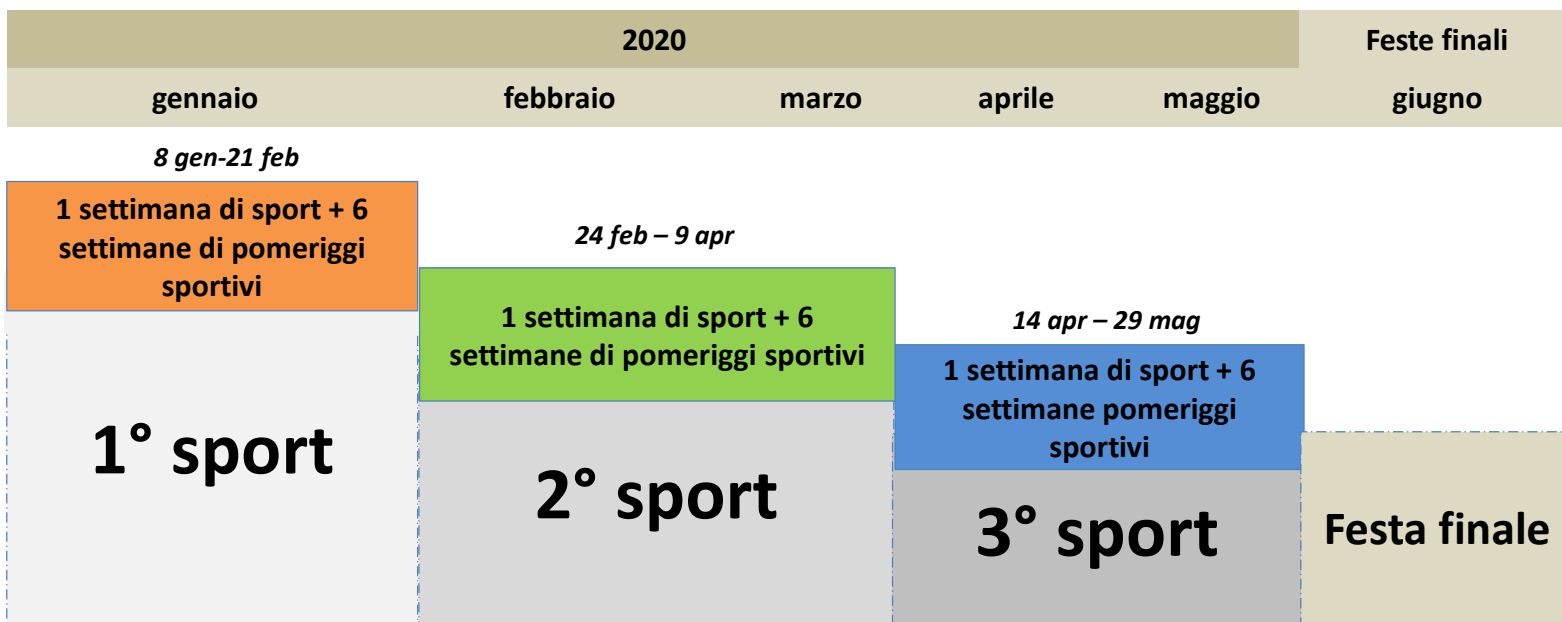 2020
Feste finali
gennaio
febbraio
marzo
aprile
maggio
giugno
8 gen-21 feb
1 settimana di sport + 6
settimane di pomeriggi
sportivi
1° sport
24 feb – 9 apr
1 settimana di sport + 6
settimane di pomeriggi sportivi
2° sport
14 apr – 29 mag
1 settimana di sport + 6
settimane pomeriggi
sportivi
3° sport
Festa finale